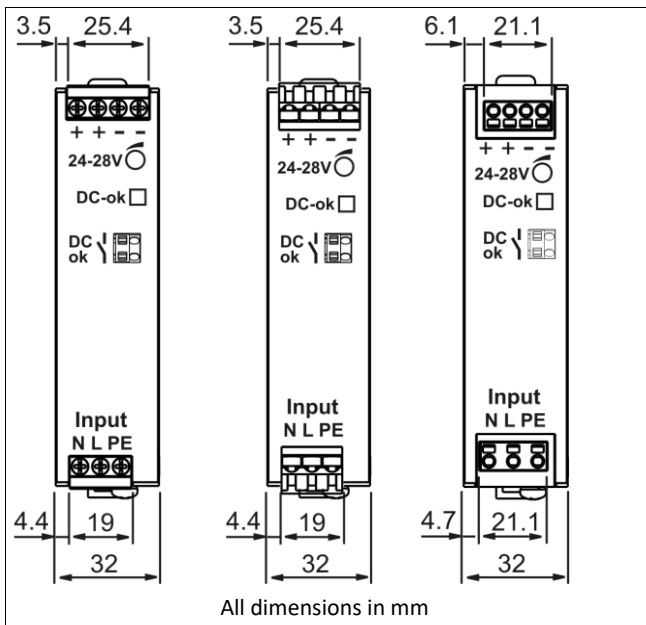 3.5 25.4
+ + - -
24-28V
DC-ok
DC
ok
Input
N L PE
4.4 19
32
3.5 25.4
+ + - -
24-28V
DC-ok
DC
ok
Input
N L PE
4.4 19
32
6.1 21.1
+ + - -
24-28V
DC-ok
DC
ok
Input
N L PE
4.7 21.1
32
All dimensions in mm